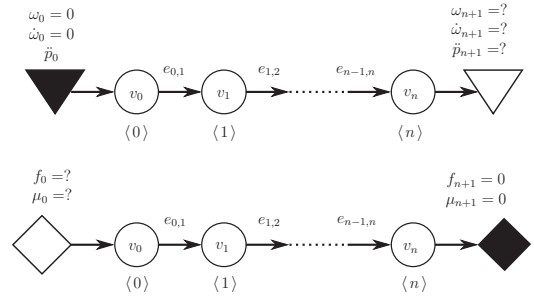 ω₀ = 0 ωₙ₊₁ =?
ω̇₀ = 0 ω̇ₙ₊₁ =?
p̈₀ p̈ₙ₊₁ =?
e₀,₁ e₁,₂ eₙ₋₁,ₙ
v₀ v₁ vₙ
⟨0⟩ ⟨1⟩ ⟨n⟩
f₀ =? fₙ₊₁ = 0
μ₀ =? μₙ₊₁ = 0
e₀,₁ e₁,₂ eₙ₋₁,ₙ
v₀ v₁ vₙ
⟨0⟩ ⟨1⟩ ⟨n⟩